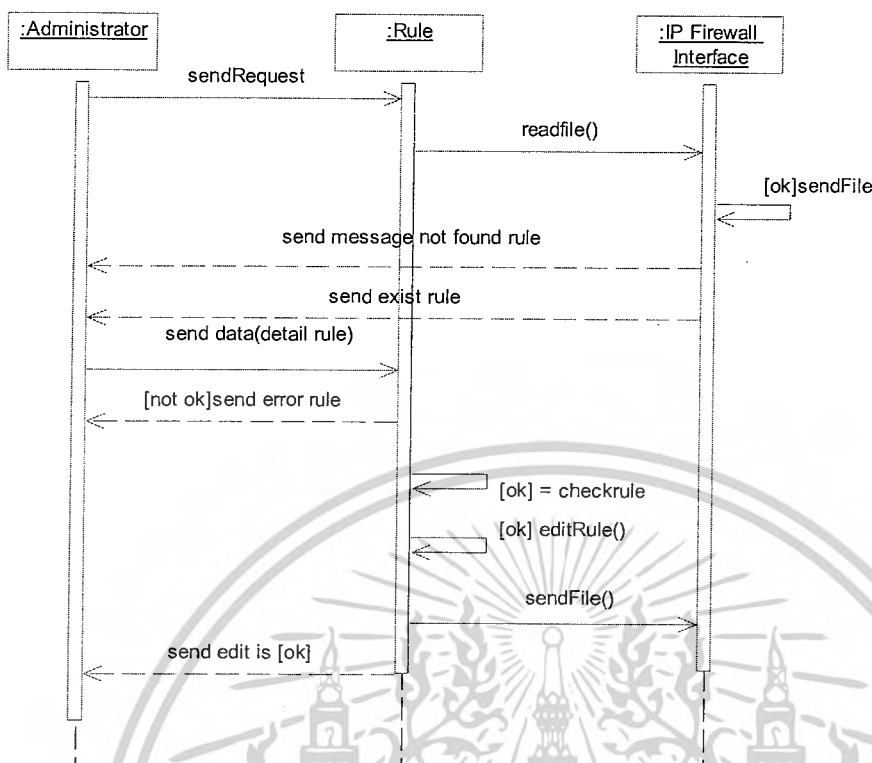 :Administrator
:Rule
:IP Firewall
Interface
sendRequest
readfile()
[ok]sendFile
send message not found rule
send exist rule
send data(detail rule)
[not ok]send error rule
[ok] = checkrule
[ok] editRule()
sendFile()
send edit is [ok]